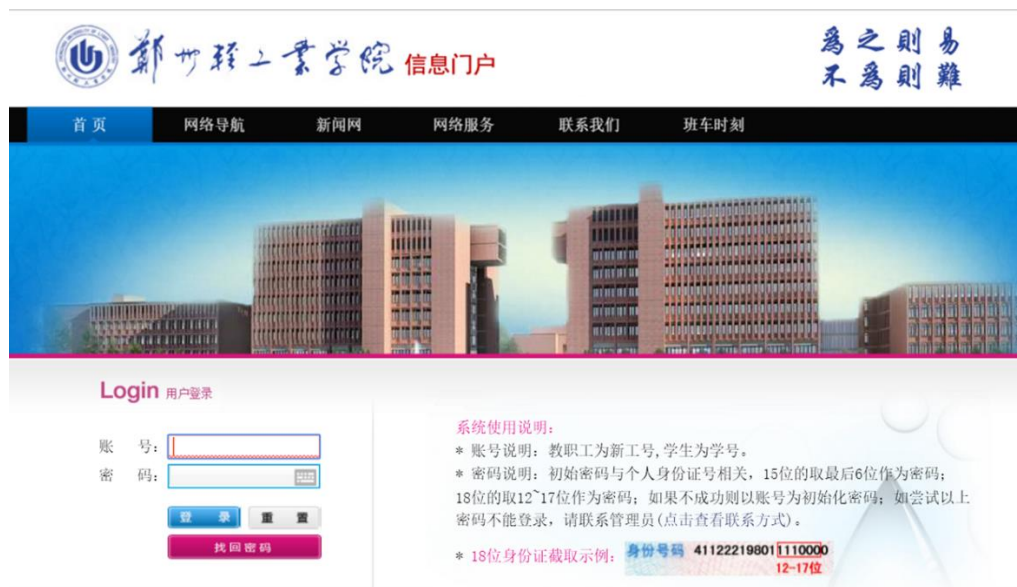 郑州轻工业学院 信息门户
为之则易
不为则难
首页 网络导航 新闻网 网络服务 联系我们 班车时刻
Login 用户登录
账 号:
密 码:
登 录 重 置
找回密码
系统使用说明:
* 账号说明: 教职工为新工号,学生为学号。
* 密码说明: 初始密码与个人身份证号相关, 15位的取最后6位作为密码;
18位的取12~17位作为密码; 如果不成功则以账号为初始化密码; 如尝试以上
密码不能登录, 请联系管理员(点击查看联系方式)。
* 18位身份证截取示例: 身份号码 411222198011110000
12-17位